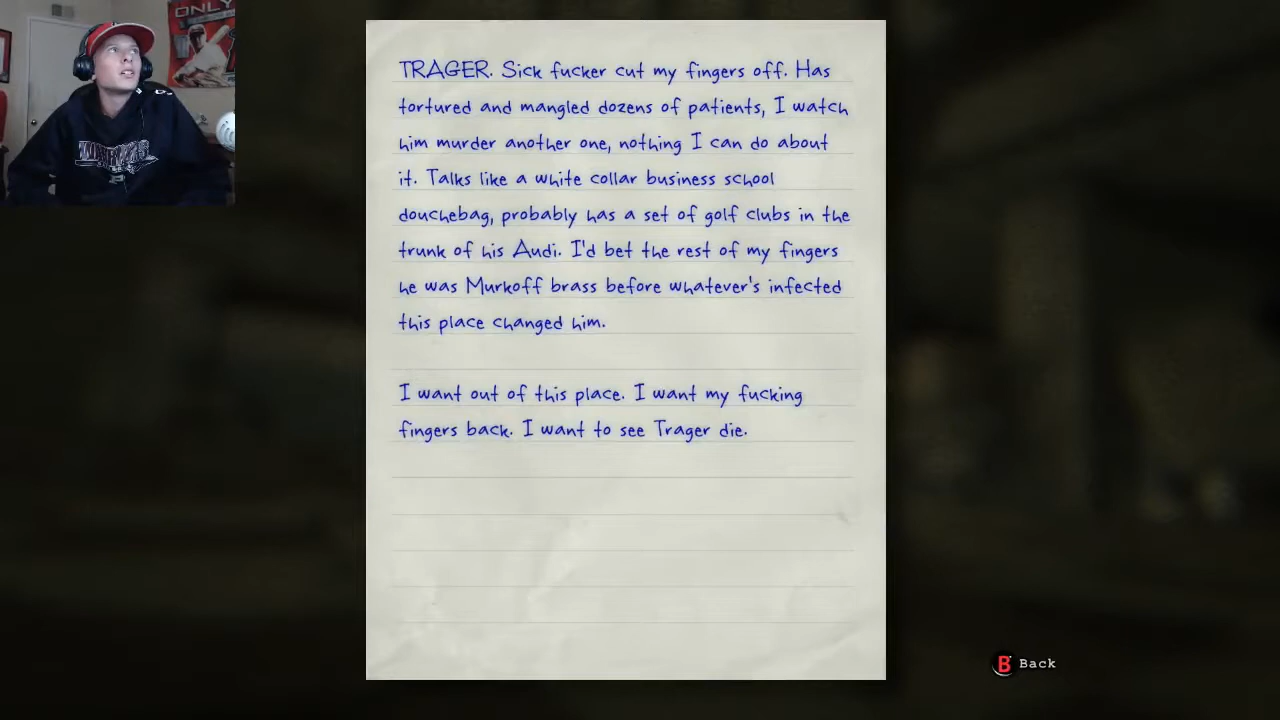 ONLY
TRAGER. Sick fucker cut my fingers off. Has
tortured and mangled dozens of patients, I watch
him murder another one, nothing I can do about
it. Talks like a white collar business school
douchebag, probably has a set of golf clubs in the
trunk of his Audi. I'd bet the rest of my fingers
he was Murkoff brass before whatever's infected
this place changed him.
I want out of this place. I want my fucking
fingers back. I want to see Trager die.
B Back